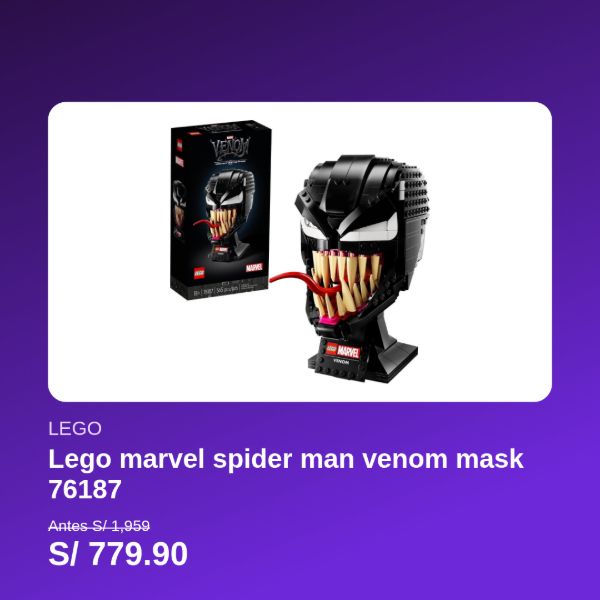 MARVEL
VENOM
LEGO
MARVEL
LEGO
MARVEL
VENOM
LEGO
Lego marvel spider man venom mask
76187
Antes S/ 1,959
S/ 779.90